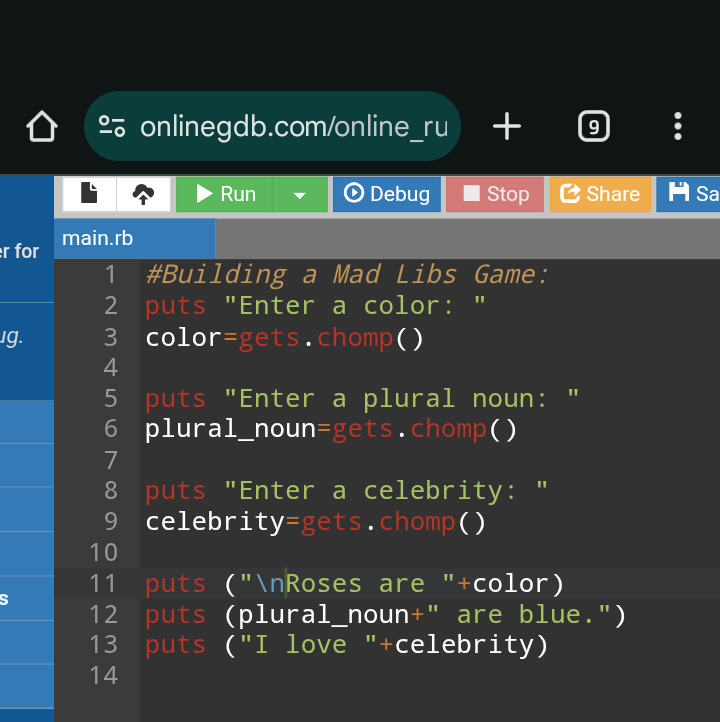 onlinegdb.com/online_ru
9
Run
Debug
Stop
Share
Sa
er for
main.rb
1 #Building a Mad Libs Game:
2 puts "Enter a color: "
3 color=gets.chomp()
4
5 puts "Enter a plural noun: "
6 plural_noun=gets.chomp()
7
8 puts "Enter a celebrity: "
9 celebrity=gets.chomp()
10
11 puts ("\nRoses are "+color)
12 puts (plural_noun+" are blue.")
13 puts ("I love "+celebrity)
14
ug.
s